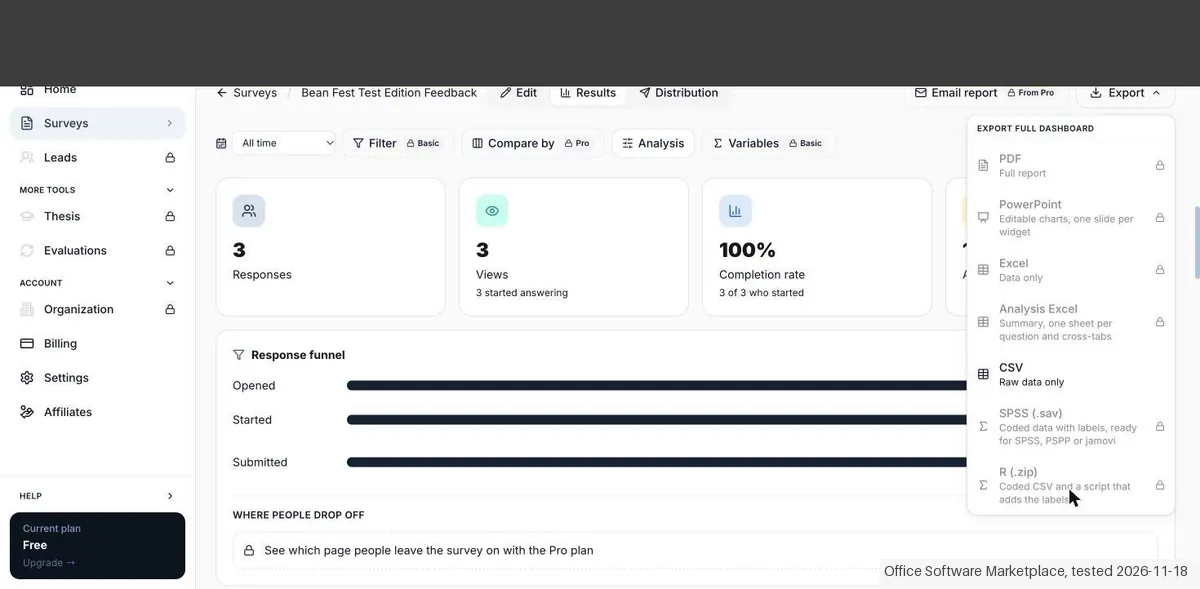 Home
Surveys
Leads
MORE TOOLS
Thesis
Evaluations
ACCOUNT
Organization
Billing
Settings
Affiliates
HELP
Current plan
Free
Upgrade →
← Surveys / Bean Fest Test Edition Feedback Edit Results Distribution Email report From Pro Export
All time Filter Basic Compare by Pro Analysis Variables Basic
3
Responses
3
Views
3 started answering
100%
Completion rate
3 of 3 who started
Response funnel
Opened
Started
Submitted
WHERE PEOPLE DROP OFF
See which page people leave the survey on with the Pro plan
EXPORT FULL DASHBOARD
PDF
Full report
PowerPoint
Editable charts, one slide per
widget
Excel
Data only
Analysis Excel
Summary, one sheet per
question and cross-tabs
CSV
Raw data only
SPSS (.sav)
Coded data with labels, ready
for SPSS, PSPP or jamovi
R (.zip)
Coded CSV and a script that
adds the labels
Office Software Marketplace, tested 2026-11-18